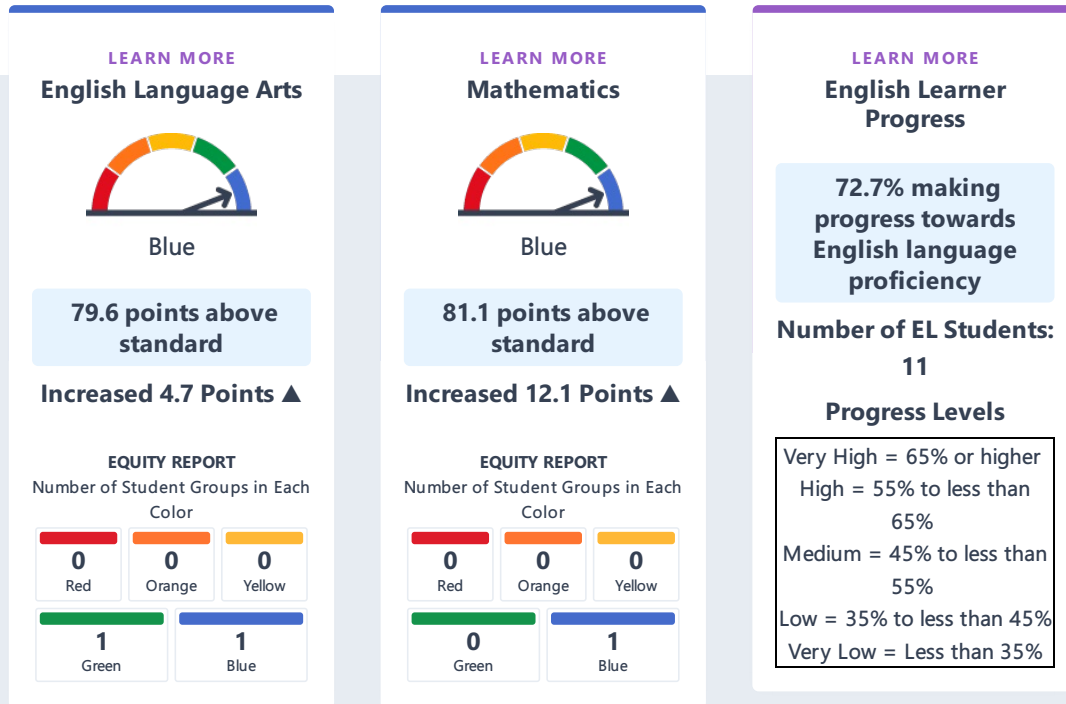 LEARN MORE
English Language Arts
Blue
79.6 points above
standard
Increased 4.7 Points ▲
EQUITY REPORT
Number of Student Groups in Each
Color
0
Red
0
Orange
0
Yellow
1
Green
1
Blue
LEARN MORE
Mathematics
Blue
81.1 points above
standard
Increased 12.1 Points ▲
EQUITY REPORT
Number of Student Groups in Each
Color
0
Red
0
Orange
0
Yellow
0
Green
1
Blue
LEARN MORE
English Learner
Progress
72.7% making
progress towards
English language
proficiency
Number of EL Students:
11
Progress Levels
Very High = 65% or higher
High = 55% to less than
65%
Medium = 45% to less than
55%
Low = 35% to less than 45%
Very Low = Less than 35%